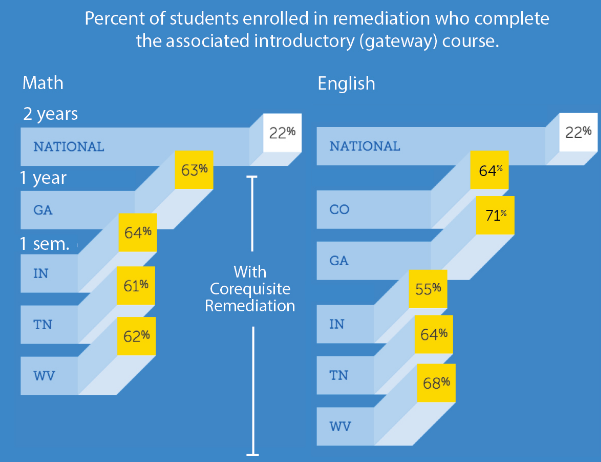 Percent of students enrolled in remediation who complete
the associated introductory (gateway) course.
Math
2 years
NATIONAL
22%
1 year
63%
GA
1 sem.
64%
IN
61%
TN
62%
WV
With
Corequisite
Remediation
English
NATIONAL
22%
64%
CO
71%
GA
55%
IN
64%
TN
68%
WV